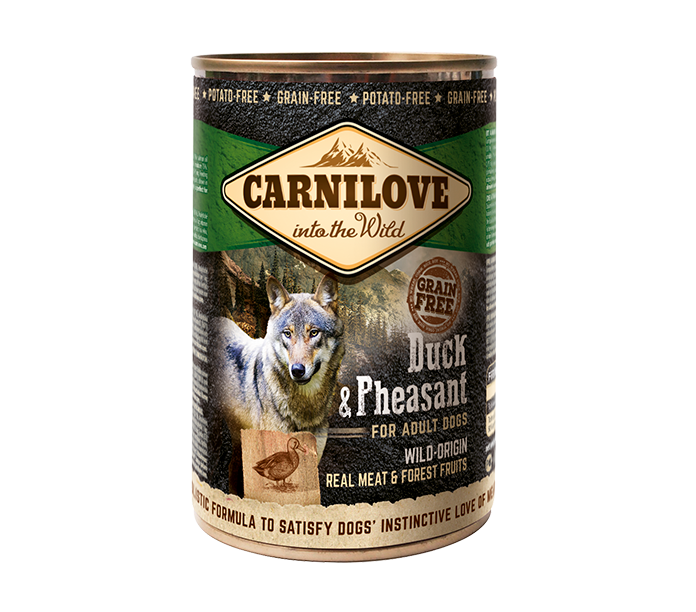 ★ POTATO-FREE ★ GRAIN-FREE ★ POTATO-FREE ★ GRAIN-FREE ★
CARNILOVE
into the Wild
GRAIN
FREE
Duck
& Pheasant
FOR ADULT DOGS
WILD-ORIGIN
REAL MEAT & FOREST FRUITS
FORMULA TO SATISFY DOGS' INSTINCTIVE LOVE OF